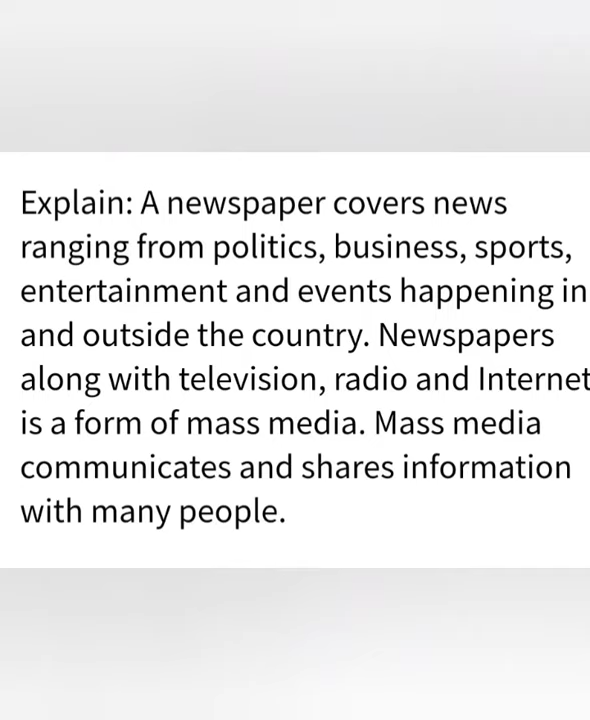 Explain: A newspaper covers news
ranging from politics, business, sports,
entertainment and events happening in
and outside the country. Newspapers
along with television, radio and Internet
is a form of mass media. Mass media
communicates and shares information
with many people.